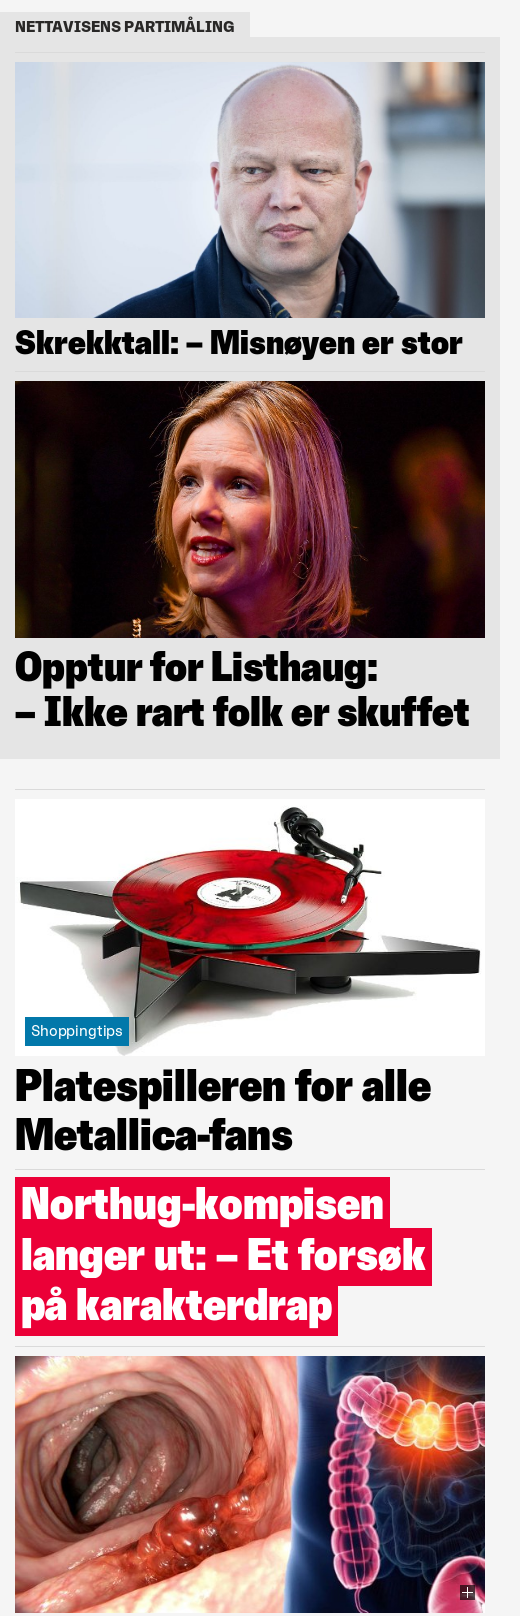 NETTAVISENS PARTIMÅLING
Skrekktall: – Misnøyen er stor
Opptur for Listhaug:
– Ikke rart folk er skuffet
Shoppingtips
Platespilleren for alle
Metallica-fans
Northug-kompisen
langer ut: – Et forsøk
på karakterdrap